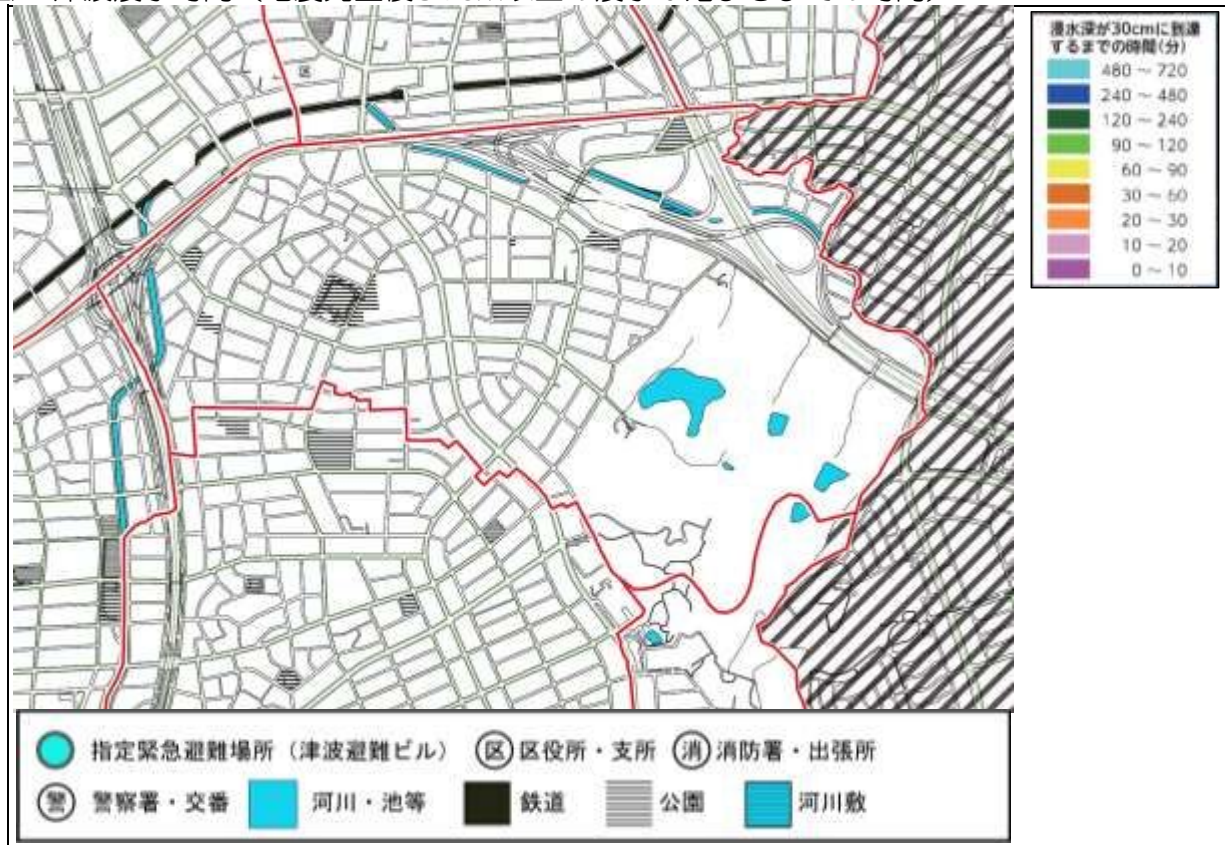 区
浸水深が30cmに到達
するまでの時間(分)
480 ～ 720
240 ～ 480
120 ～ 240
90 ～ 120
60 ～ 90
30 ～ 60
20 ～ 30
10 ～ 20
0 ～ 10
指定緊急避難場所（津波避難ビル） 区 区役所・支所 消 消防署・出張所
警 警察署・交番 河川・池等 鉄道 公園 河川敷